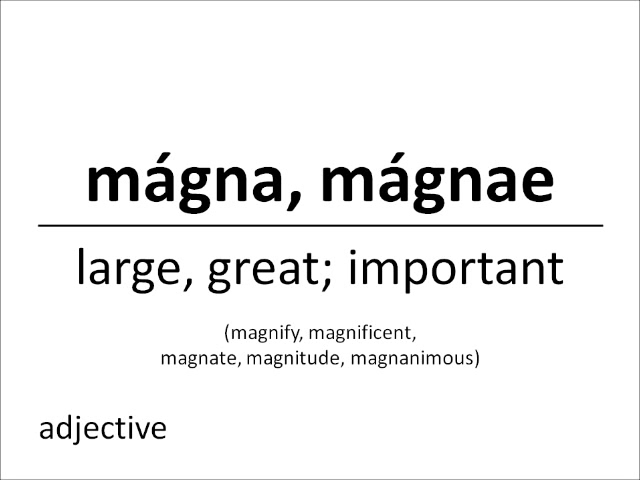 mágna, mágnae
large, great; important
(magnify, magnificent,
magnate, magnitude, magnanimous)
adjective